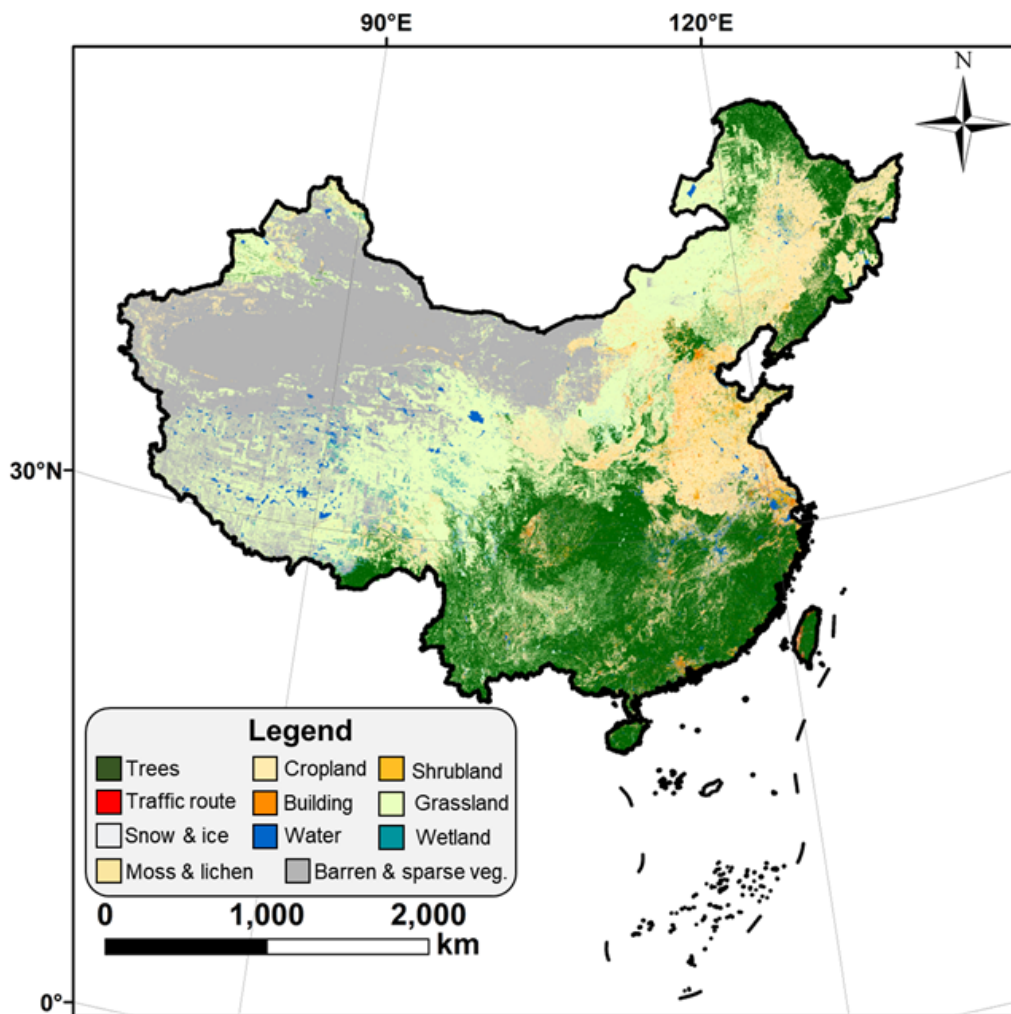 90°E
120°E
N
30°N
Legend
Trees
Cropland
Shrubland
Traffic route
Building
Grassland
Snow & ice
Water
Wetland
Moss & lichen
Barren & sparse veg.
0
1,000
2,000
km
0°